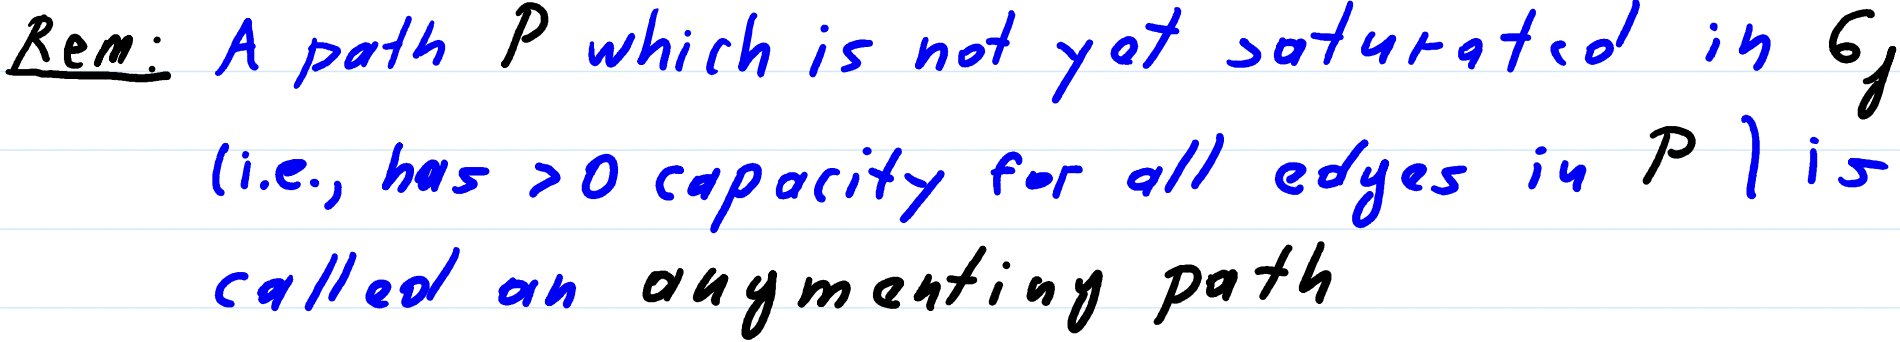 Rem: A path P which is not yet saturated in G_f
(i.e., has >0 capacity for all edges in P) is
called an augmenting path